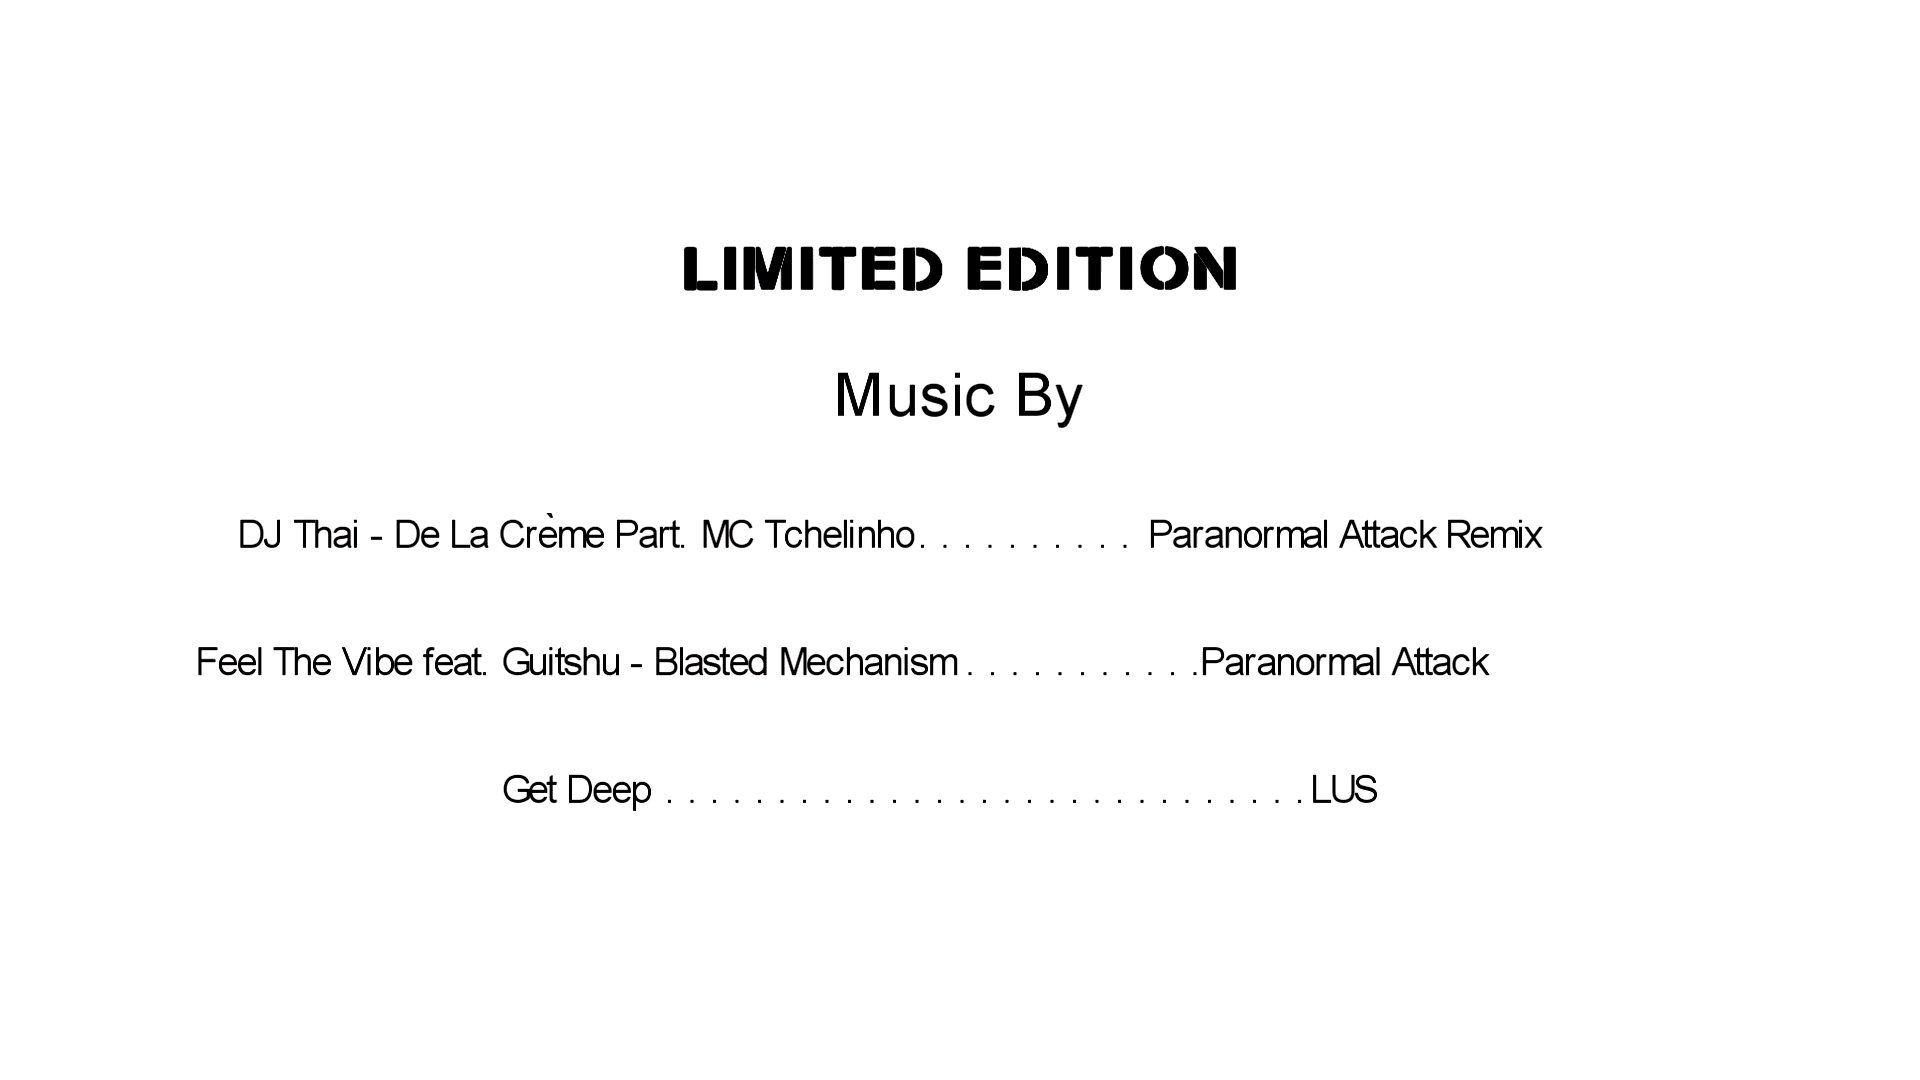 LIMITED EDITION
Music By
DJ Thai - De La Crème Part. MC Tchelinho. . . . . . . . . . Paranormal Attack Remix
Feel The Vibe feat. Guitshu - Blasted Mechanism . . . . . . . . . . .Paranormal Attack
Get Deep . . . . . . . . . . . . . . . . . . . . . . . . . . . . . LUS